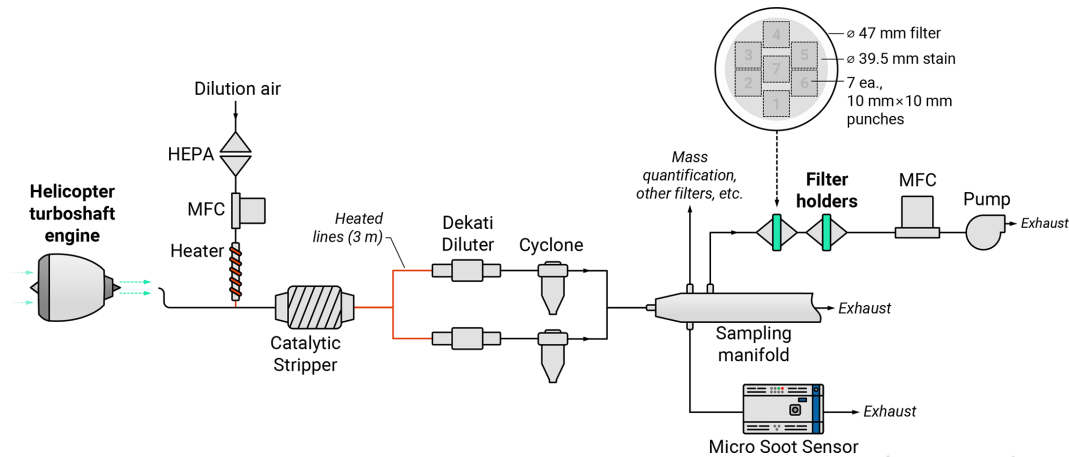 Dilution air
HEPA
MFC
Heater
Helicopter
turboshaft
engine
Catalytic
Stripper
Heated
lines (3 m)
Dekati
Diluter
Cyclone
Mass
quantification,
other filters, etc.
4
3
5
7
2
6
1
⌀ 47 mm filter
⌀ 39.5 mm stain
7 ea.,
10 mm×10 mm
punches
Filter
holders
MFC
Pump
Exhaust
Exhaust
Sampling
manifold
Exhaust
Micro Soot Sensor